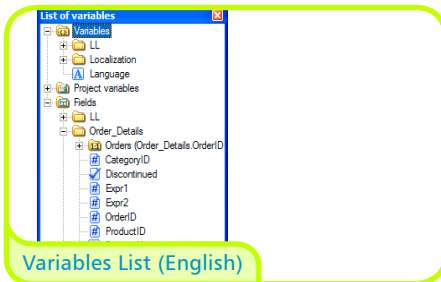 List of variables
Variables
LL
Localization
Language
Project variables
Fields
LL
Order_Details
Orders (Order_Details.OrderID
CategoryID
Discontinued
Expr1
Expr2
OrderID
ProductID
Variables List (English)